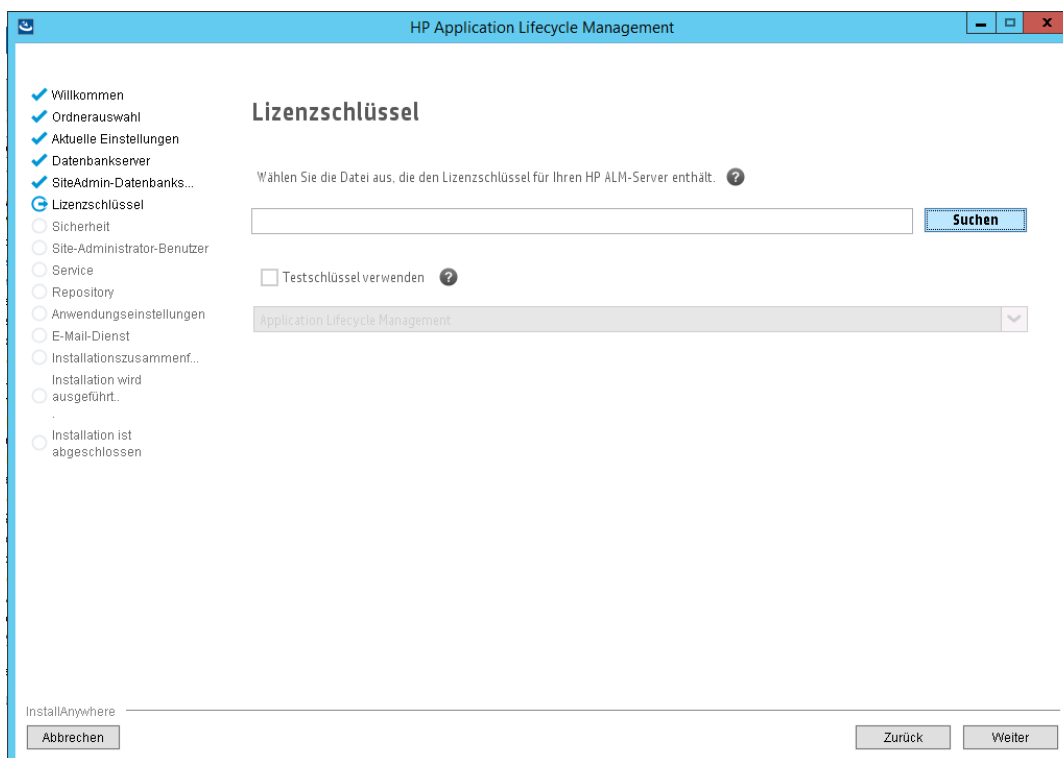 HP Application Lifecycle Management
Willkommen
Ordnerauswahl
Aktuelle Einstellungen
Datenbankserver
SiteAdmin-Datenbanks...
Lizenzschlüssel
Sicherheit
Site-Administrator-Benutzer
Service
Repository
Anwendungseinstellungen
E-Mail-Dienst
Installationszusammenf...
Installation wird
ausgeführt..
.
Installation ist
abgeschlossen
Lizenzschlüssel
Wählen Sie die Datei aus, die den Lizenzschlüssel für Ihren HP ALM-Server enthält. ?
Suchen
Testschlüssel verwenden ?
Application Lifecycle Management
InstallAnywhere
Abbrechen
Zurück
Weiter